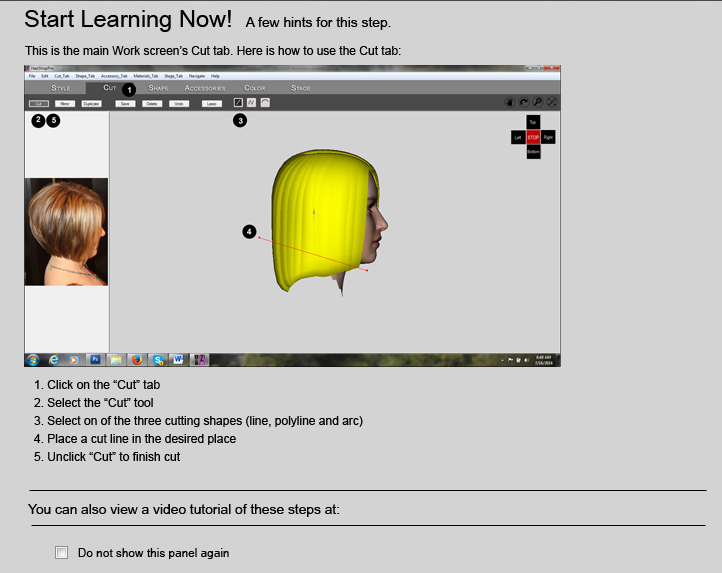 Start Learning Now! A few hints for this step.
This is the main Work screen's Cut tab. Here is how to use the Cut tab:
File Edit Cut_Tab Shape_Tab Accessory_Tab Materials_Tab Stage_Tab Navigate Help
STYLE CUT 1 SHAPE ACCESSORIES COLOR STAGE
Cut Mirror Duplicate Save Delete Undo Lasso
2 5 3
Top
Left STOP Right
Bottom
4
1. Click on the “Cut” tab
2. Select the “Cut” tool
3. Select on of the three cutting shapes (line, polyline and arc)
4. Place a cut line in the desired place
5. Unclick “Cut” to finish cut
You can also view a video tutorial of these steps at:
Do not show this panel again